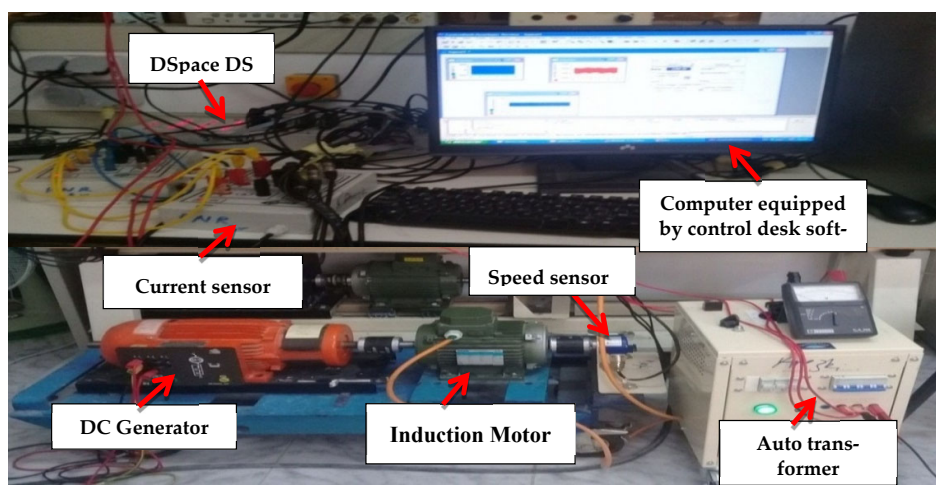 DSpace DS
Computer equipped
by control desk soft-
Current sensor
Speed sensor
DC Generator
Induction Motor
Auto trans-
former